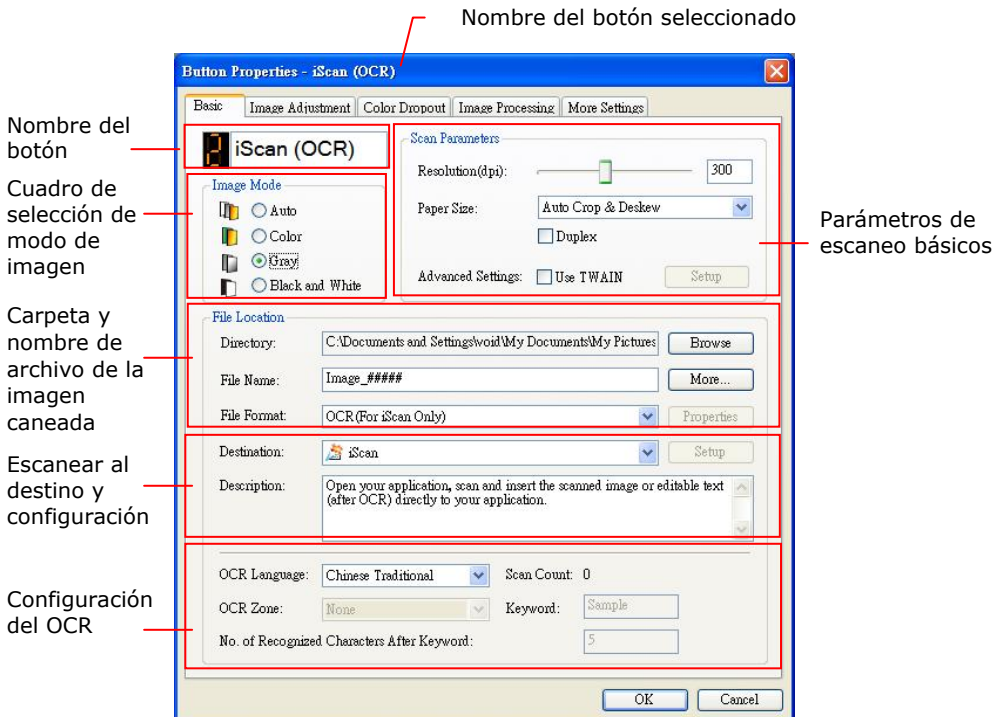 Nombre del botón seleccionado
Button Properties - iScan (OCR)
Basic
Image Adjustment
Color Dropout
Image Processing
More Settings
Nombre del
botón
2 iScan (OCR)
Cuadro de
selección de
modo de
imagen
Image Mode
Auto
Color
Gray
Black and White
Scan Parameters
Resolution(dpi):
300
Paper Size:
Auto Crop & Deskew
Duplex
Advanced Settings:
Use TWAIN
Setup
Parámetros de
escaneo básicos
Carpeta y
nombre de
archivo de la
imagen
caneada
File Location
Directory:
C:\Documents and Settings\void\My Documents\My Pictures
Browse
File Name:
Image_#####
More...
File Format:
OCR(For iScan Only)
Properties
Escanear al
destino y
configuración
Destination:
iScan
Setup
Description:
Open your application, scan and insert the scanned image or editable text
(after OCR) directly to your application.
Configuración
del OCR
OCR Language:
Chinese Traditional
Scan Count: 0
OCR Zone:
None
Keyword:
Sample
No. of Recognized Characters After Keyword:
5
OK
Cancel